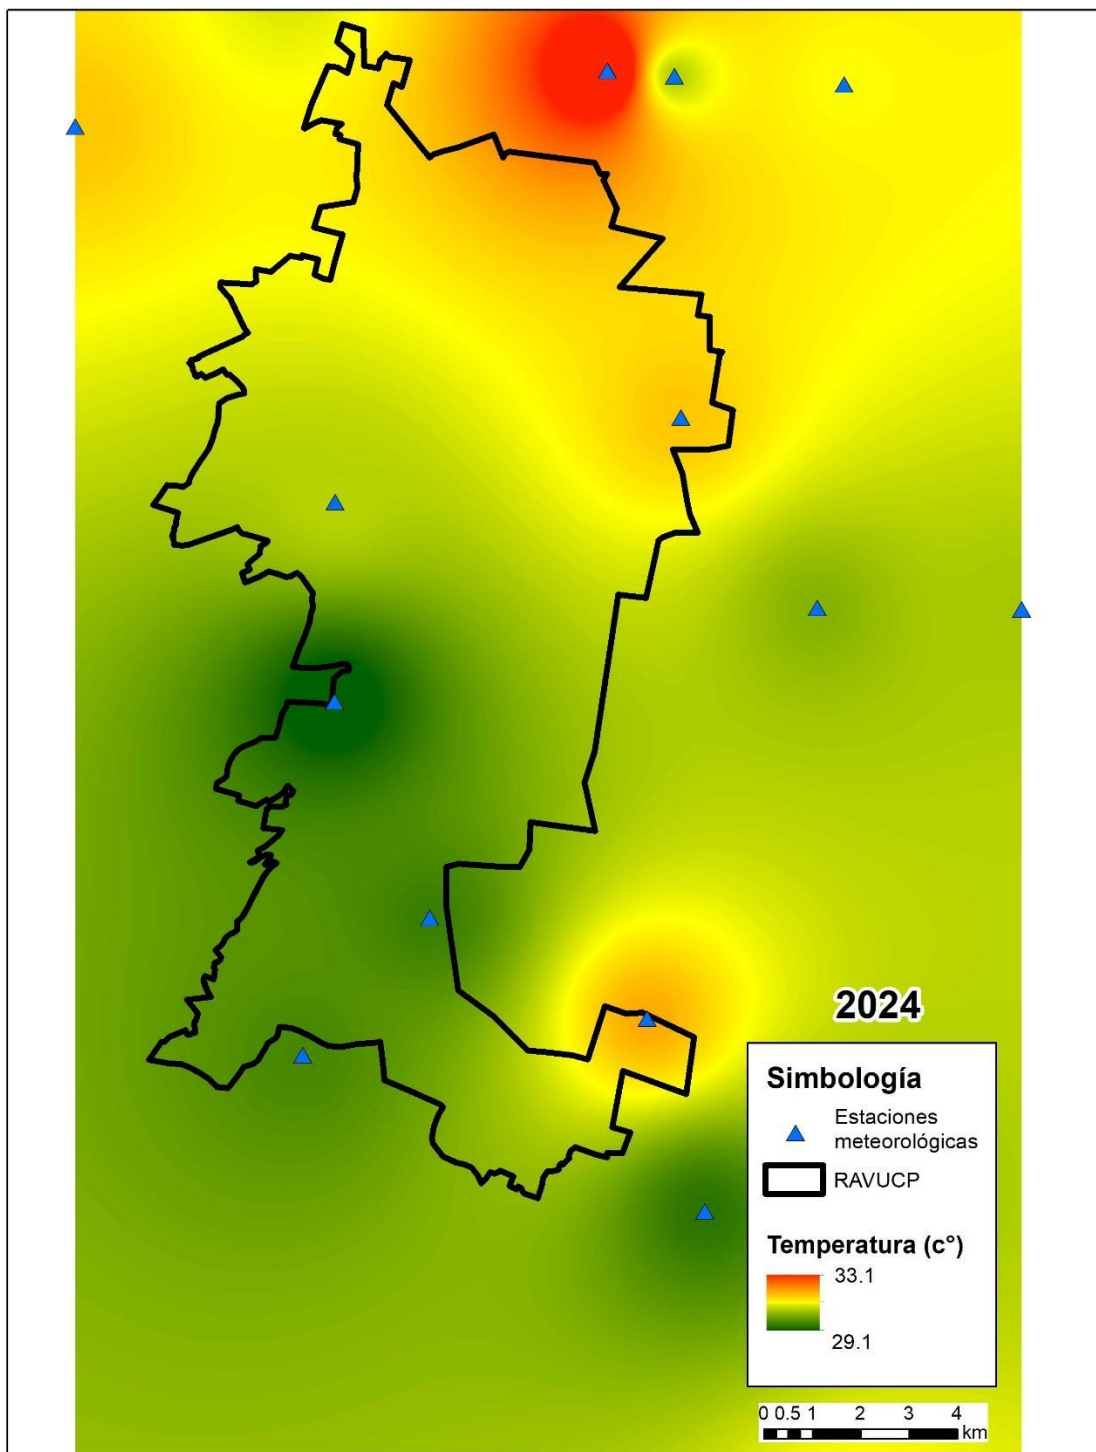 2024
Simbología
Estaciones
meteorológicas
RAVUCP
Temperatura (c°)
33.1
29.1
0 0.5 1 2 3 4
km